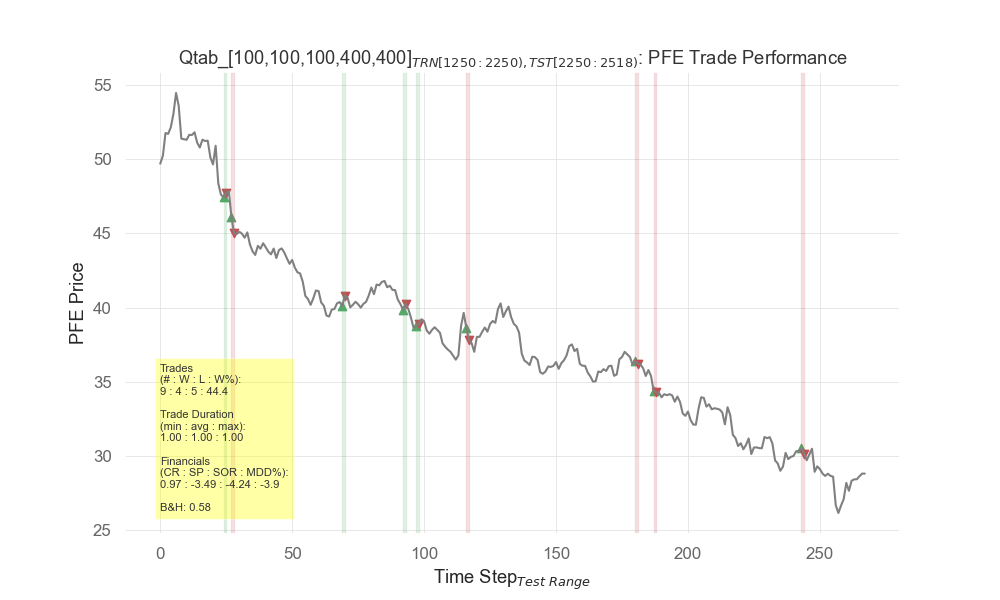 Qtab_[100,100,100,400,400]TRN[1250:2250),TST[2250:2518): PFE Trade Performance
55
50
45
40
35
30
25
PFE Price
Trades
(# : W : L : W%):
9 : 4 : 5 : 44.4
Trade Duration
(min : avg : max):
1.00 : 1.00 : 1.00
Financials
(CR : SP : SOR : MDD%):
0.97 : -3.49 : -4.24 : -3.9
B&H: 0.58
0 50 100 150 200 250
Time StepTest Range